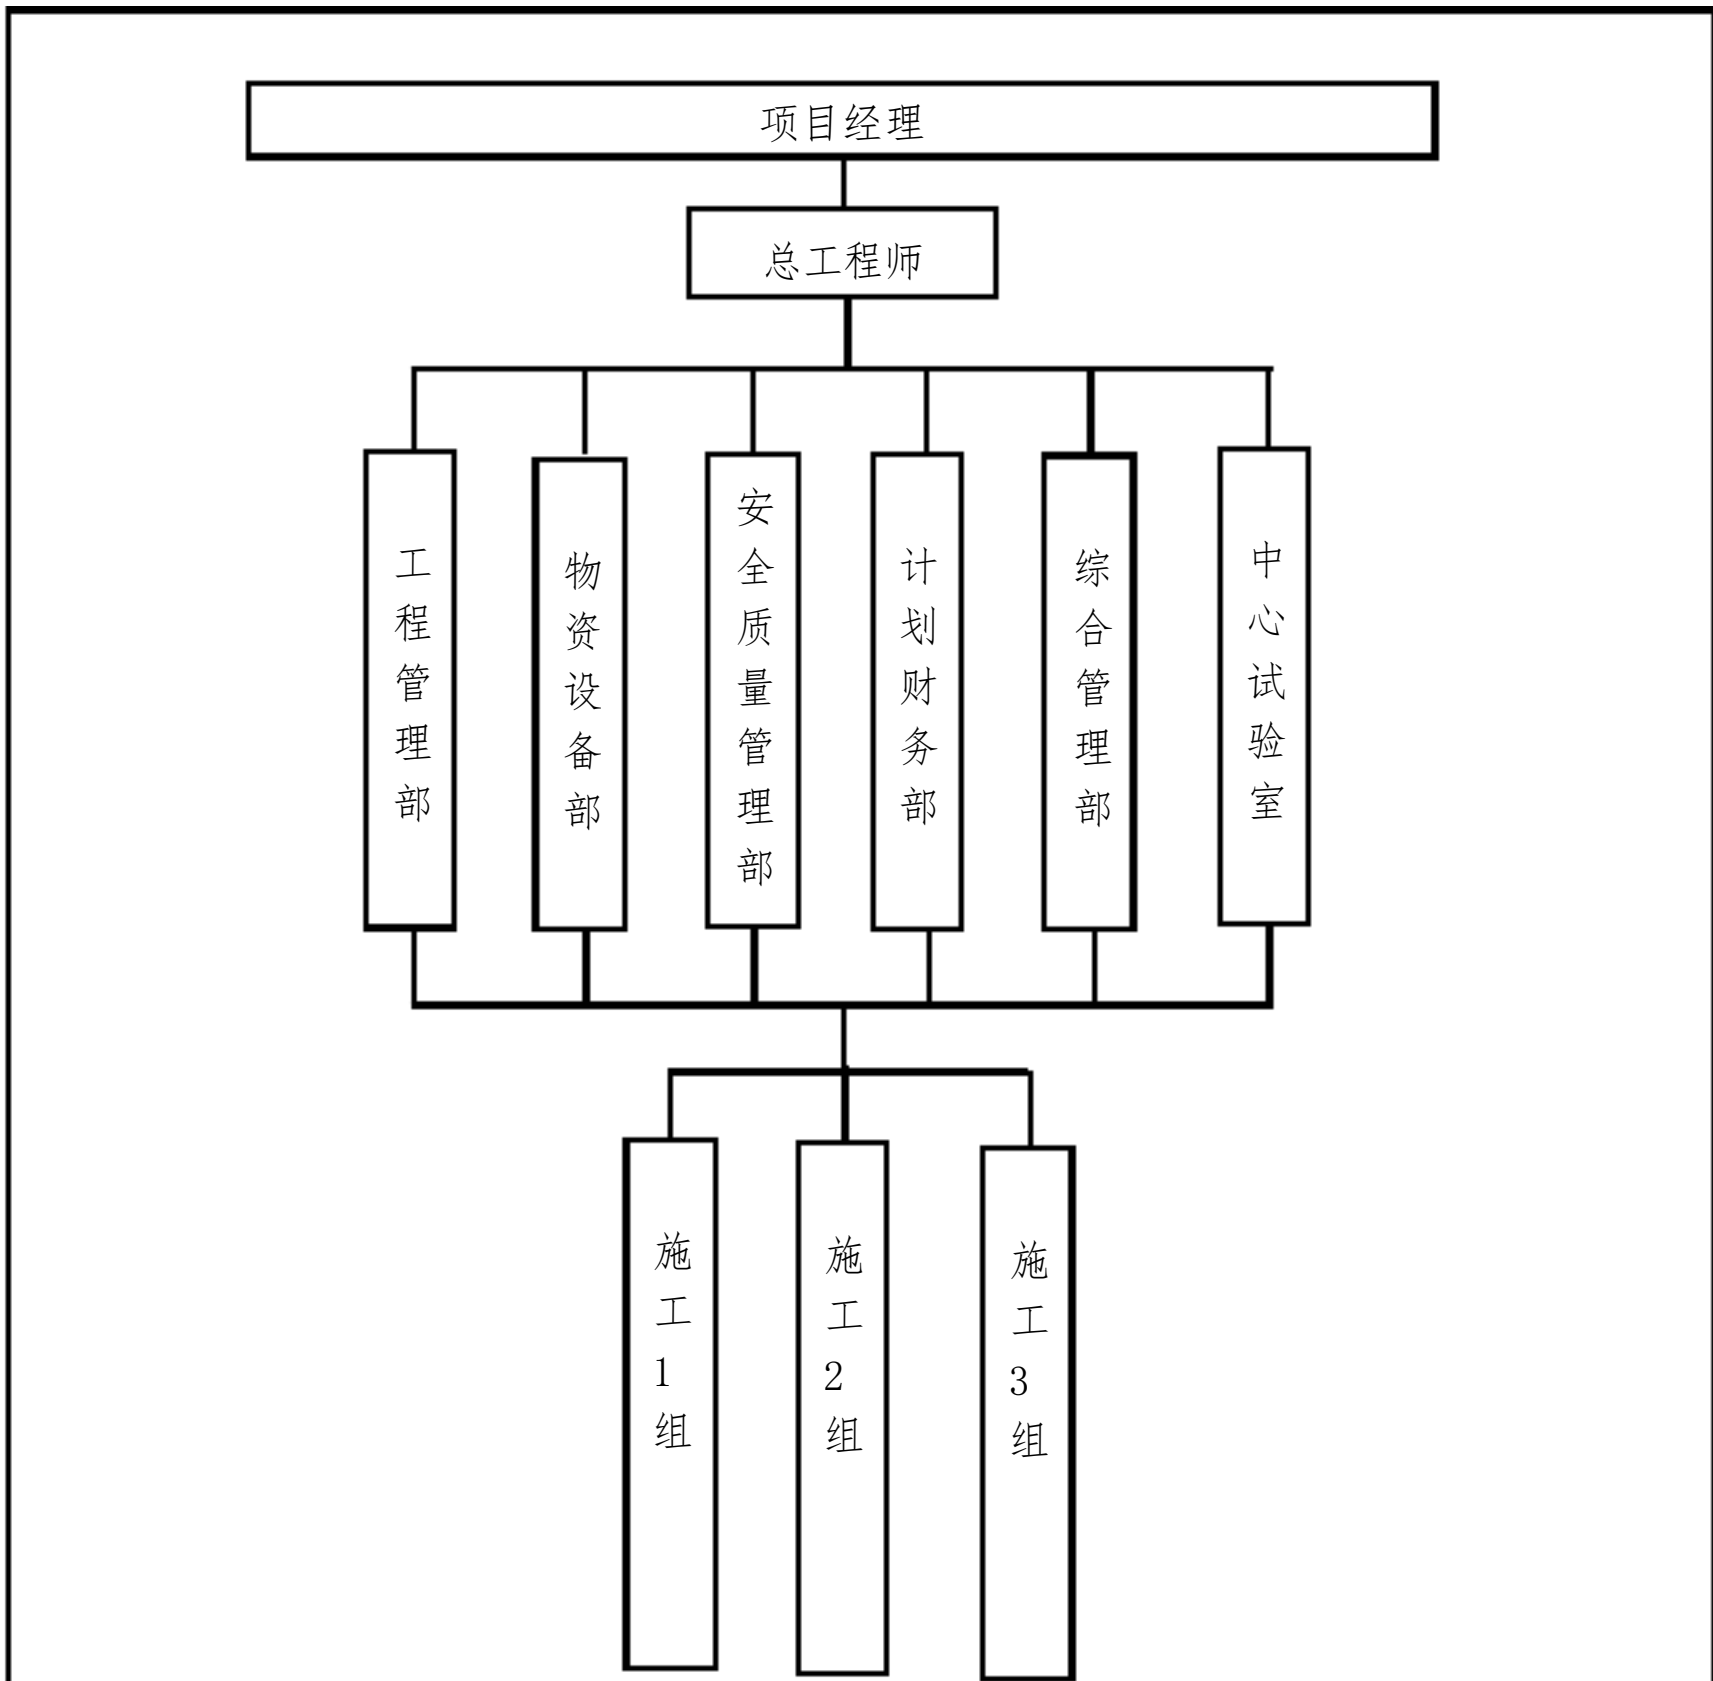 项目经理
总工程师
工程管理部
物资设备部
安全质量管理部
计划财务部
综合管理部
中心试验室
施工1组
施工2组
施工3组